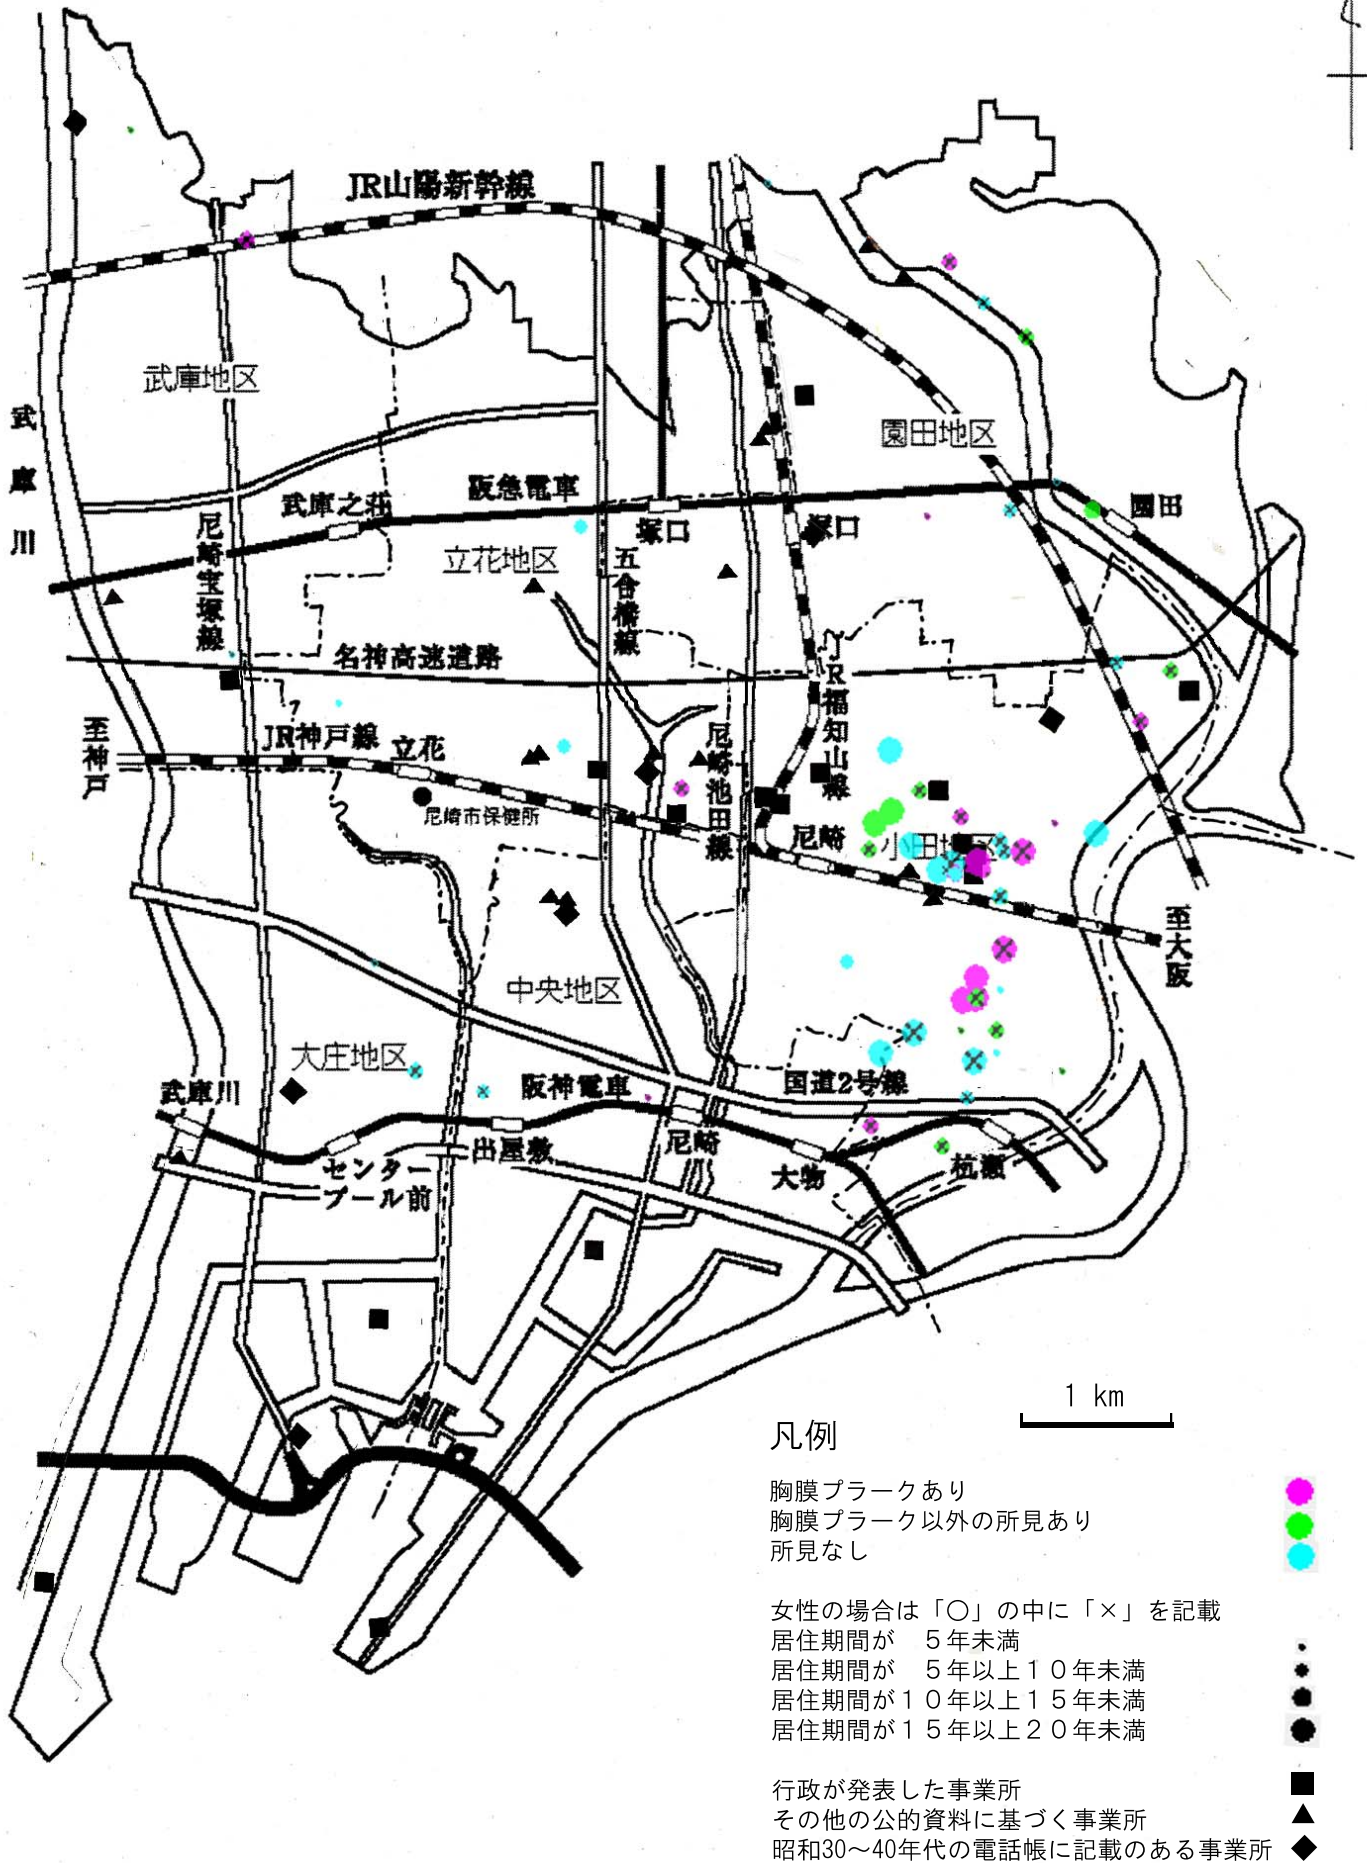 JR山陽新幹線
武庫地区
武庫川
園田地区
阪急電車
武庫之荘
園田
塚口
塚口
尼崎宝塚線
立花地区
五合橋線
名神高速道路
JR福知山線
至神戸
JR神戸線
立花
尼崎池田線
尼崎市保健所
尼崎
小田地区
至大阪
中央地区
大庄地区
武庫川
阪神電車
国道2号線
出屋敷
尼崎
センター
プール前
大物
杭瀬
1 km
凡例
胸膜プラークあり
胸膜プラーク以外の所見あり
所見なし
女性の場合は「○」の中に「×」を記載
居住期間が　５年未満
居住期間が　５年以上１０年未満
居住期間が１０年以上１５年未満
居住期間が１５年以上２０年未満
行政が発表した事業所
その他の公的資料に基づく事業所
昭和30～40年代の電話帳に記載のある事業所